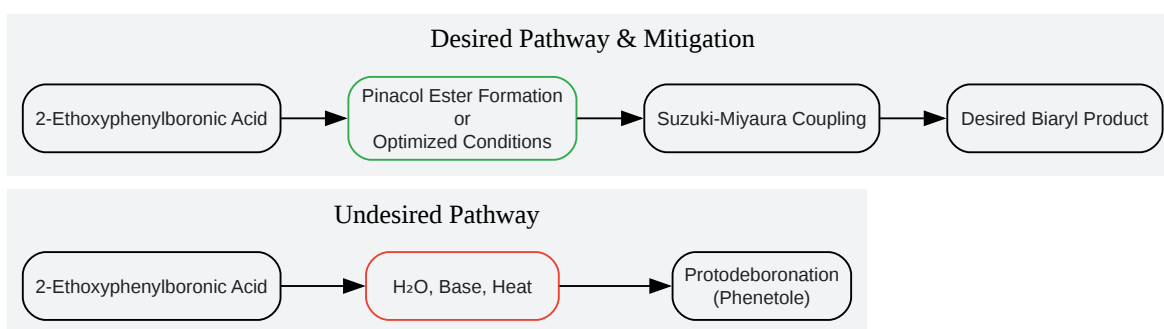 Desired Pathway & Mitigation
2-Ethoxyphenylboronic Acid
Pinacol Ester Formation
or
Optimized Conditions
Suzuki-Miyaura Coupling
Desired Biaryl Product
Undesired Pathway
2-Ethoxyphenylboronic Acid
H₂O, Base, Heat
Protodeboronation
(Phenetole)